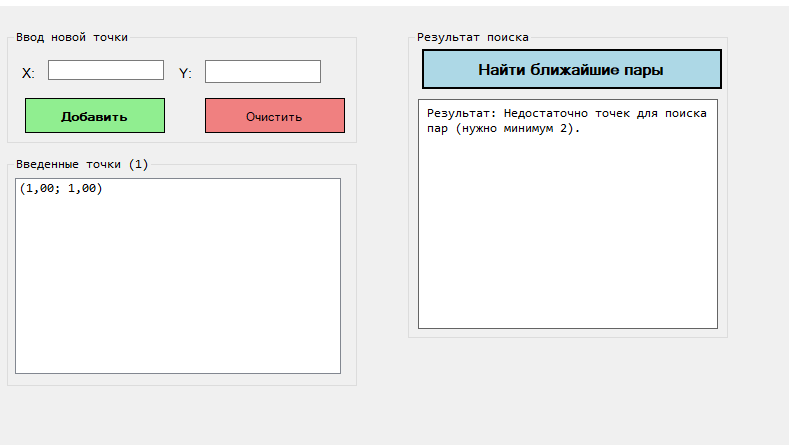 Ввод новой точки
X:
Y:
Добавить
Очистить
Введенные точки (1)
(1,00; 1,00)
Результат поиска
Найти ближайшие пары
Результат: Недостаточно точек для поиска
пар (нужно минимум 2).